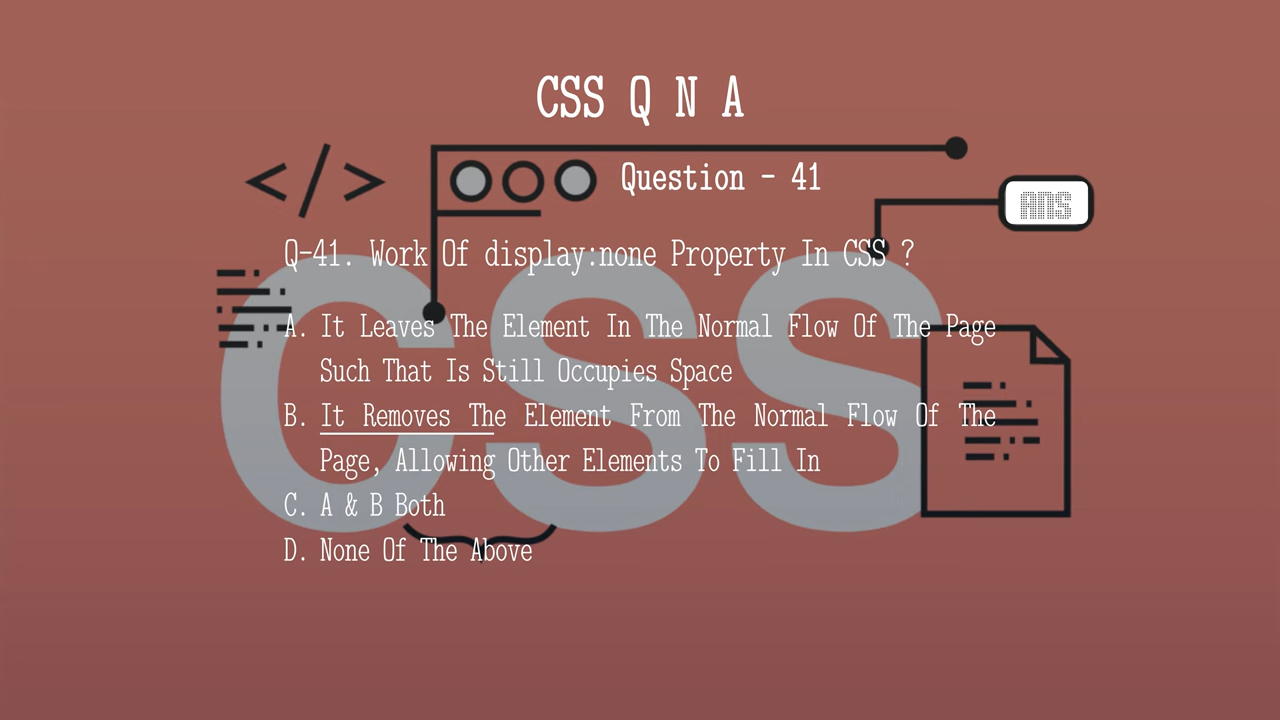 CSS Q N A
Question - 41
ANS
Q-41. Work Of display:none Property In CSS ?
A. It Leaves The Element In The Normal Flow Of The Page
Such That Is Still Occupies Space
B. It Removes The Element From The Normal Flow Of The
Page, Allowing Other Elements To Fill In
C. A & B Both
D. None Of The Above
CSS